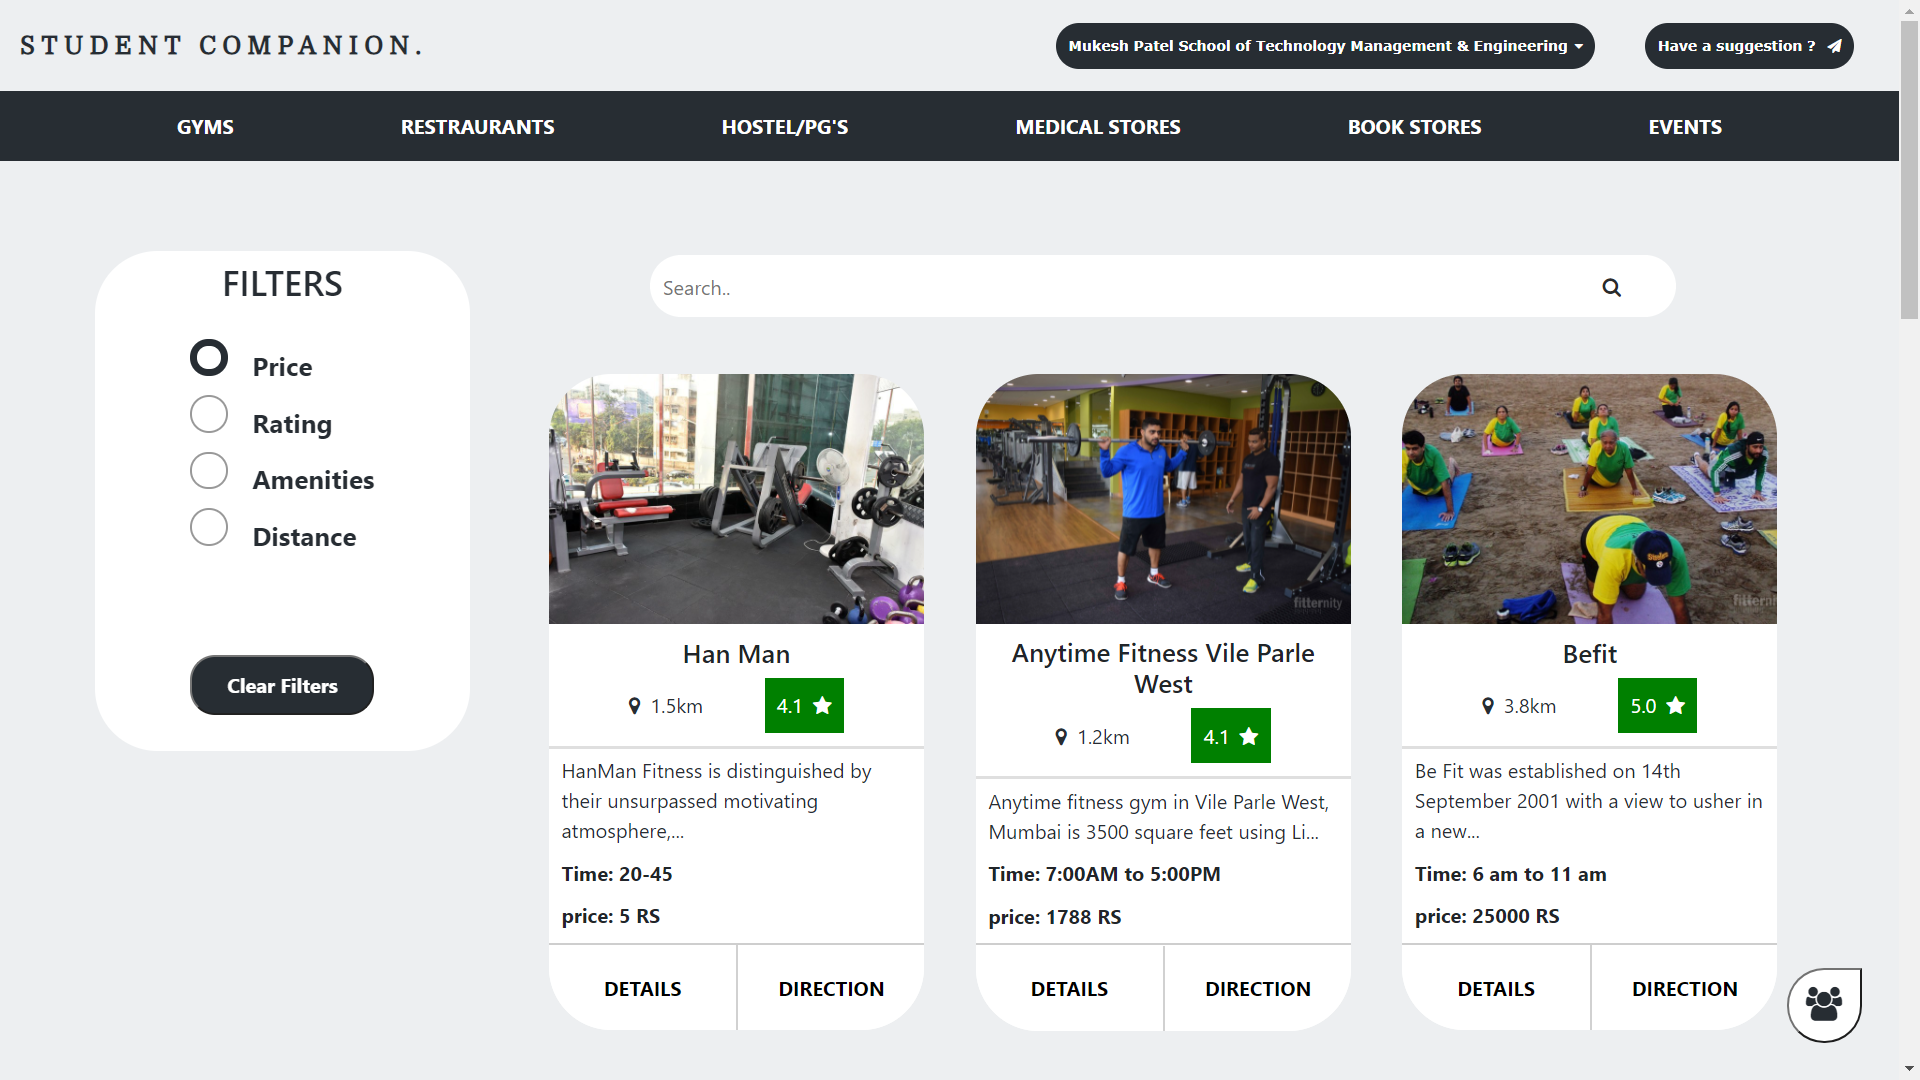 STUDENT COMPANION.
Mukesh Patel School of Technology Management & Engineering
Have a suggestion ?
GYMS
RESTRAURANTS
HOSTEL/PG'S
MEDICAL STORES
BOOK STORES
EVENTS
FILTERS
Price
Rating
Amenities
Distance
Clear Filters
Search..
Han Man
1.5km
4.1
HanMan Fitness is distinguished by
their unsurpassed motivating
atmosphere,...
Time: 20-45
price: 5 RS
DETAILS
DIRECTION
fitternity
Anytime Fitness Vile Parle
West
1.2km
4.1
Anytime fitness gym in Vile Parle West,
Mumbai is 3500 square feet using Li...
Time: 7:00AM to 5:00PM
price: 1788 RS
DETAILS
DIRECTION
fittern
Befit
3.8km
5.0
Be Fit was established on 14th
September 2001 with a view to usher in
a new...
Time: 6 am to 11 am
price: 25000 RS
DETAILS
DIRECTION